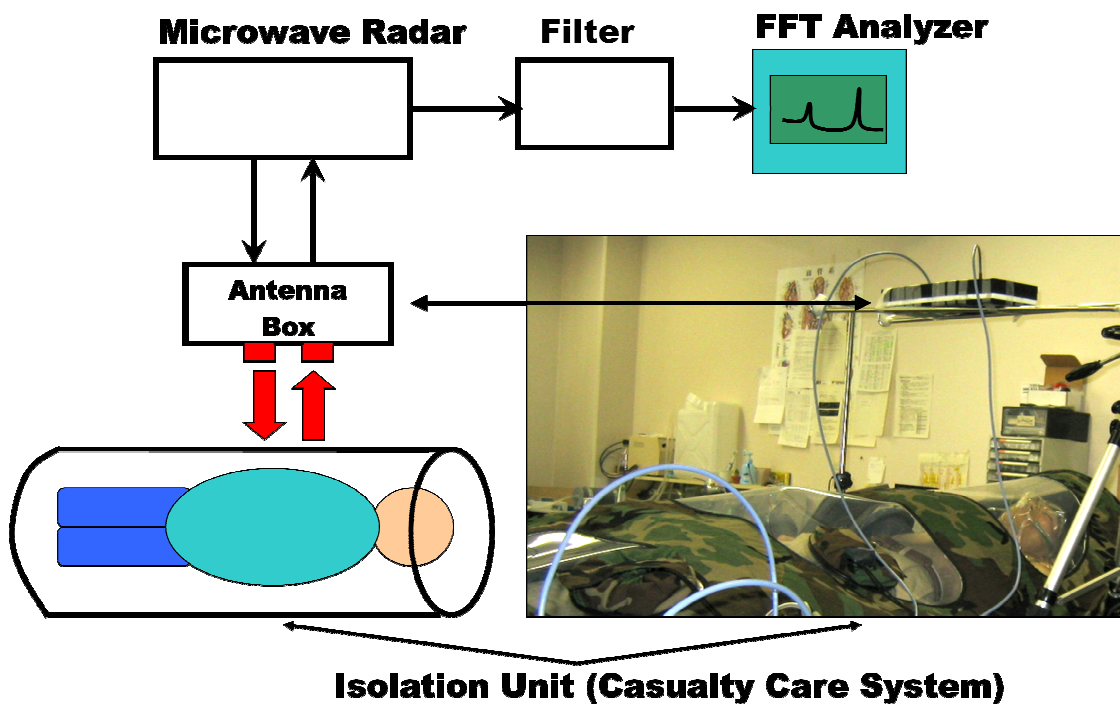 Microwave Radar
Filter
FFT Analyzer
Antenna
Box
Isolation Unit (Casualty Care System)